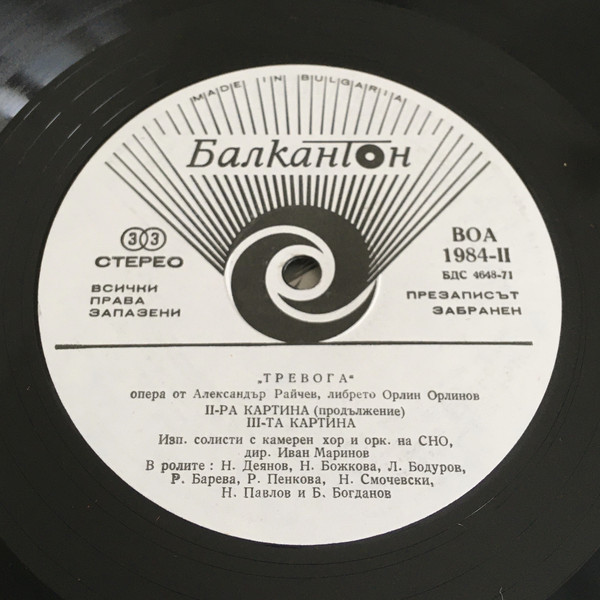 MADE IN BULGARIA
Балкантон
33
СТЕРЕО
ВСИЧКИ
ПРАВА
ЗАПАЗЕНИ
ВОА
1984-II
БДС 4648-71
ПРЕЗАПИСЪТ
ЗАБРАНЕН
„ТРЕВОГА“
опера от Александър Райчев, либрето Орлин Орлинов
II-РА КАРТИНА (продължение)
III-ТА КАРТИНА
Изп. солисти с камерен хор и орк. на СНО,
дир. Иван Маринов
В ролите : Н. Деянов, Н. Божкова, Л. Бодуров,
Р. Барева, Р. Пенкова, Н. Смочевски,
Н. Павлов и Б. Богданов